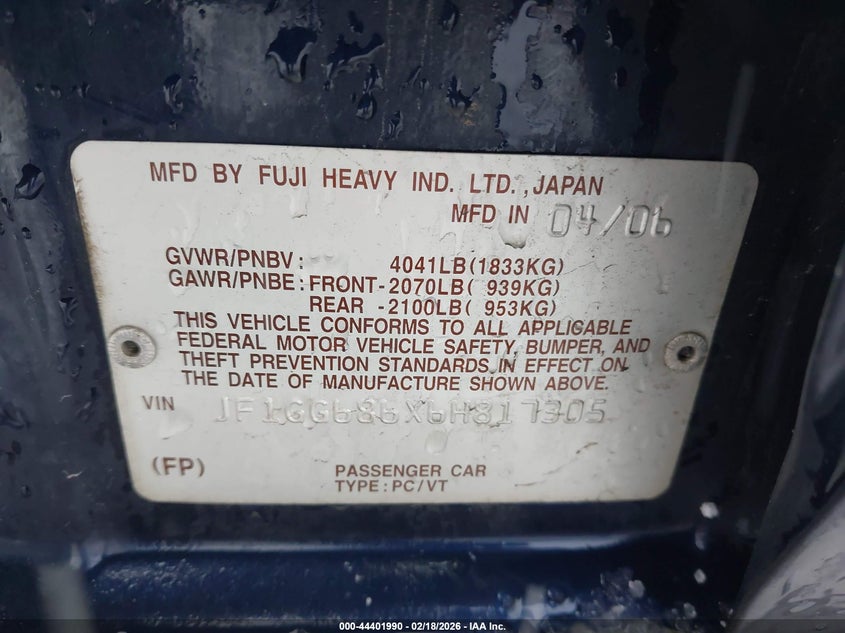 MFD BY FUJI HEAVY IND. LTD., JAPAN
MFD IN 04/06
GVWR/PNBV: 4041LB(1833KG)
GAWR/PNBE: FRONT-2070LB( 939KG)
REAR -2100LB( 953KG)
THIS VEHICLE CONFORMS TO ALL APPLICABLE
FEDERAL MOTOR VEHICLE SAFETY, BUMPER, AND
THEFT PREVENTION STANDARDS IN EFFECT ON
THE DATE OF MANUFACTURE SHOWN ABOVE.
VIN JF1GG686X6H817305
(FP) PASSENGER CAR
TYPE: PC/VT
000-44401990 - 02/18/2026 - IAA Inc.